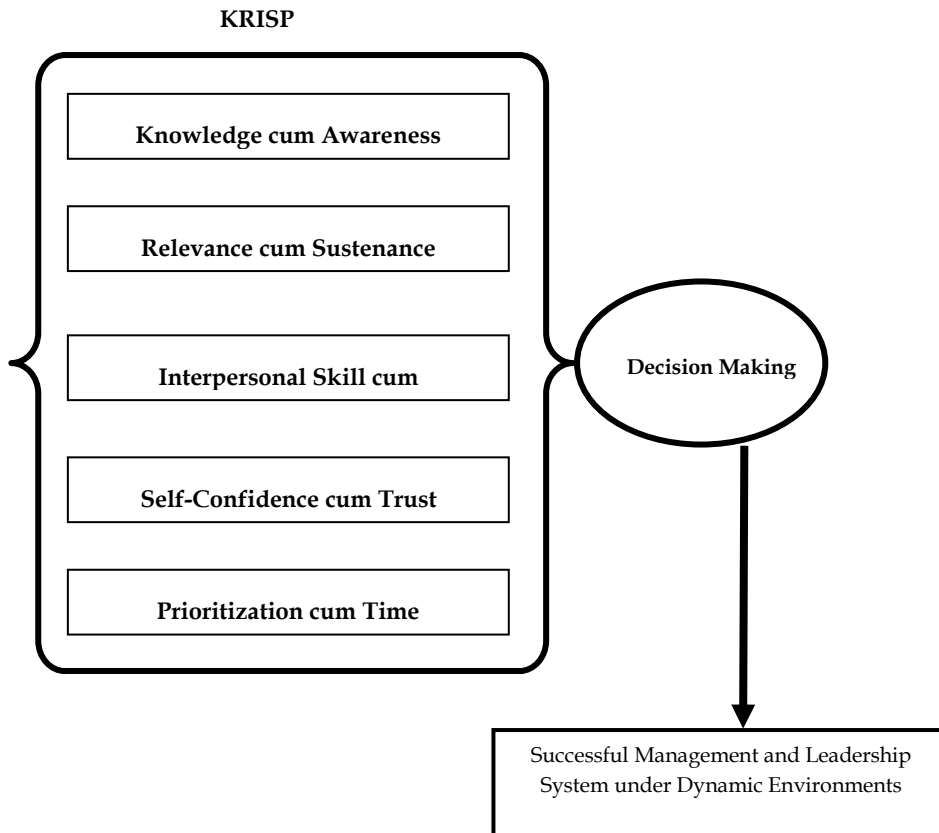 KRISP
Knowledge cum Awareness
Relevance cum Sustenance
Interpersonal Skill cum
Self-Confidence cum Trust
Prioritization cum Time
Decision Making
Successful Management and Leadership
System under Dynamic Environments